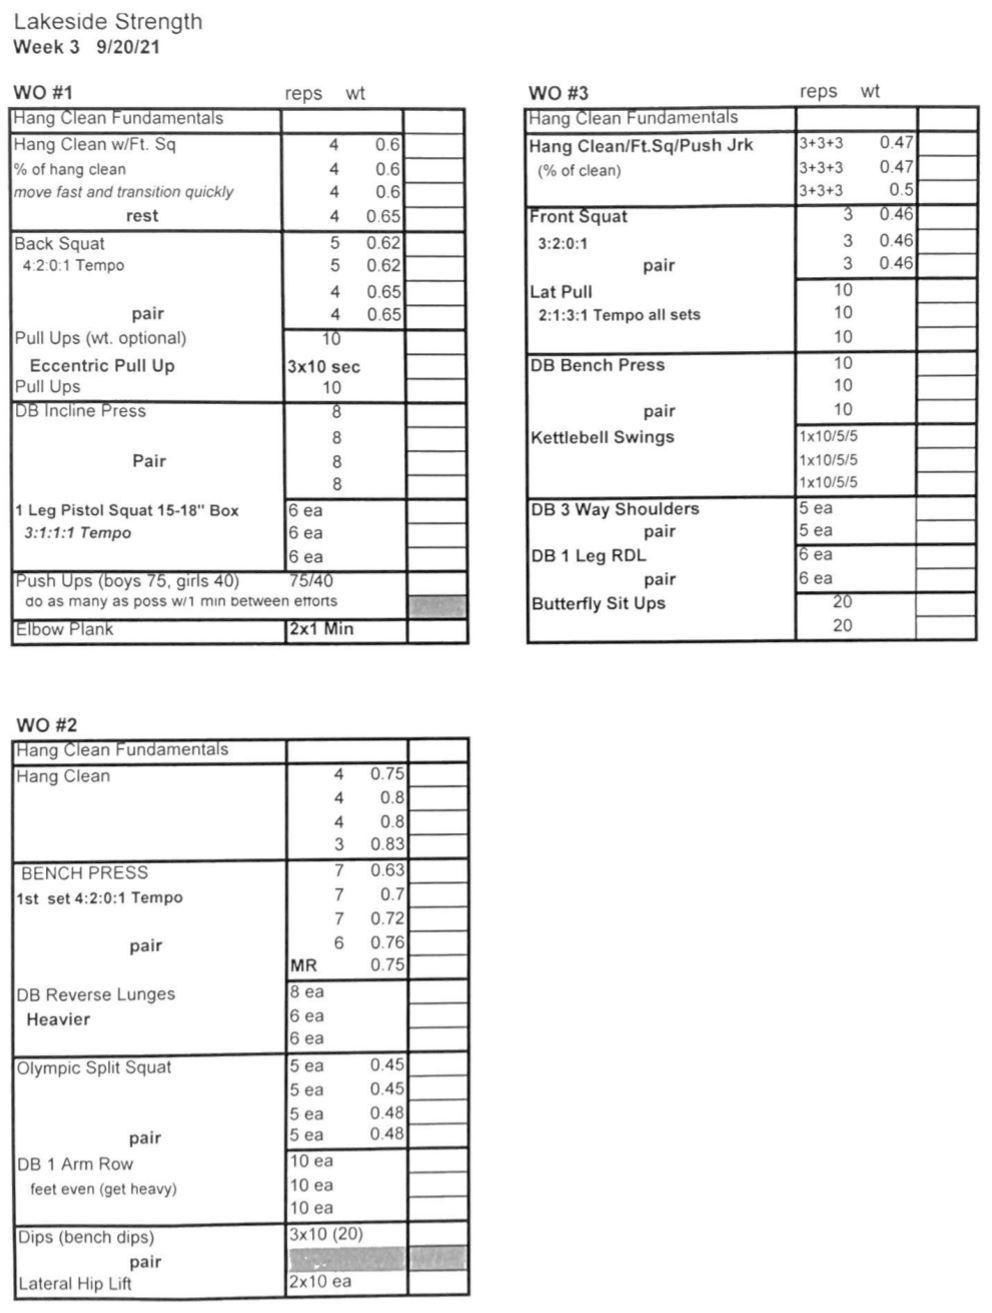 Lakeside Strength
Week 3 9/20/21
WO #1 reps wt
Hang Clean Fundamentals
Hang Clean w/Ft. Sq 4 0.6
% of hang clean 4 0.6
move fast and transition quickly 4 0.6
rest 4 0.65
Back Squat 5 0.62
4:2:0:1 Tempo 5 0.62
4 0.65
pair 4 0.65
Pull Ups (wt. optional) 10
Eccentric Pull Up 3x10 sec
Pull Ups 10
DB Incline Press 8
8
Pair 8
8
1 Leg Pistol Squat 15-18" Box 6 ea
3:1:1:1 Tempo 6 ea
6 ea
Push Ups (boys 75, girls 40) 75/40
do as many as poss w/1 min between efforts
Elbow Plank 2x1 Min
WO #3 reps wt
Hang Clean Fundamentals
Hang Clean/Ft.Sq/Push Jrk 3+3+3 0.47
(% of clean) 3+3+3 0.47
3+3+3 0.5
Front Squat 3 0.46
3:2:0:1 3 0.46
pair 3 0.46
Lat Pull 10
2:1:3:1 Tempo all sets 10
10
DB Bench Press 10
10
pair 10
Kettlebell Swings 1x10/5/5
1x10/5/5
1x10/5/5
DB 3 Way Shoulders 5 ea
pair 5 ea
DB 1 Leg RDL 6 ea
pair 6 ea
Butterfly Sit Ups 20
20
WO #2
Hang Clean Fundamentals
Hang Clean 4 0.75
4 0.8
4 0.8
3 0.83
BENCH PRESS 7 0.63
1st set 4:2:0:1 Tempo 7 0.7
7 0.72
pair 6 0.76
MR 0.75
DB Reverse Lunges 8 ea
Heavier 6 ea
6 ea
Olympic Split Squat 5 ea 0.45
5 ea 0.45
5 ea 0.48
pair 5 ea 0.48
DB 1 Arm Row 10 ea
feet even (get heavy) 10 ea
10 ea
Dips (bench dips) 3x10 (20)
pair
Lateral Hip Lift 2x10 ea